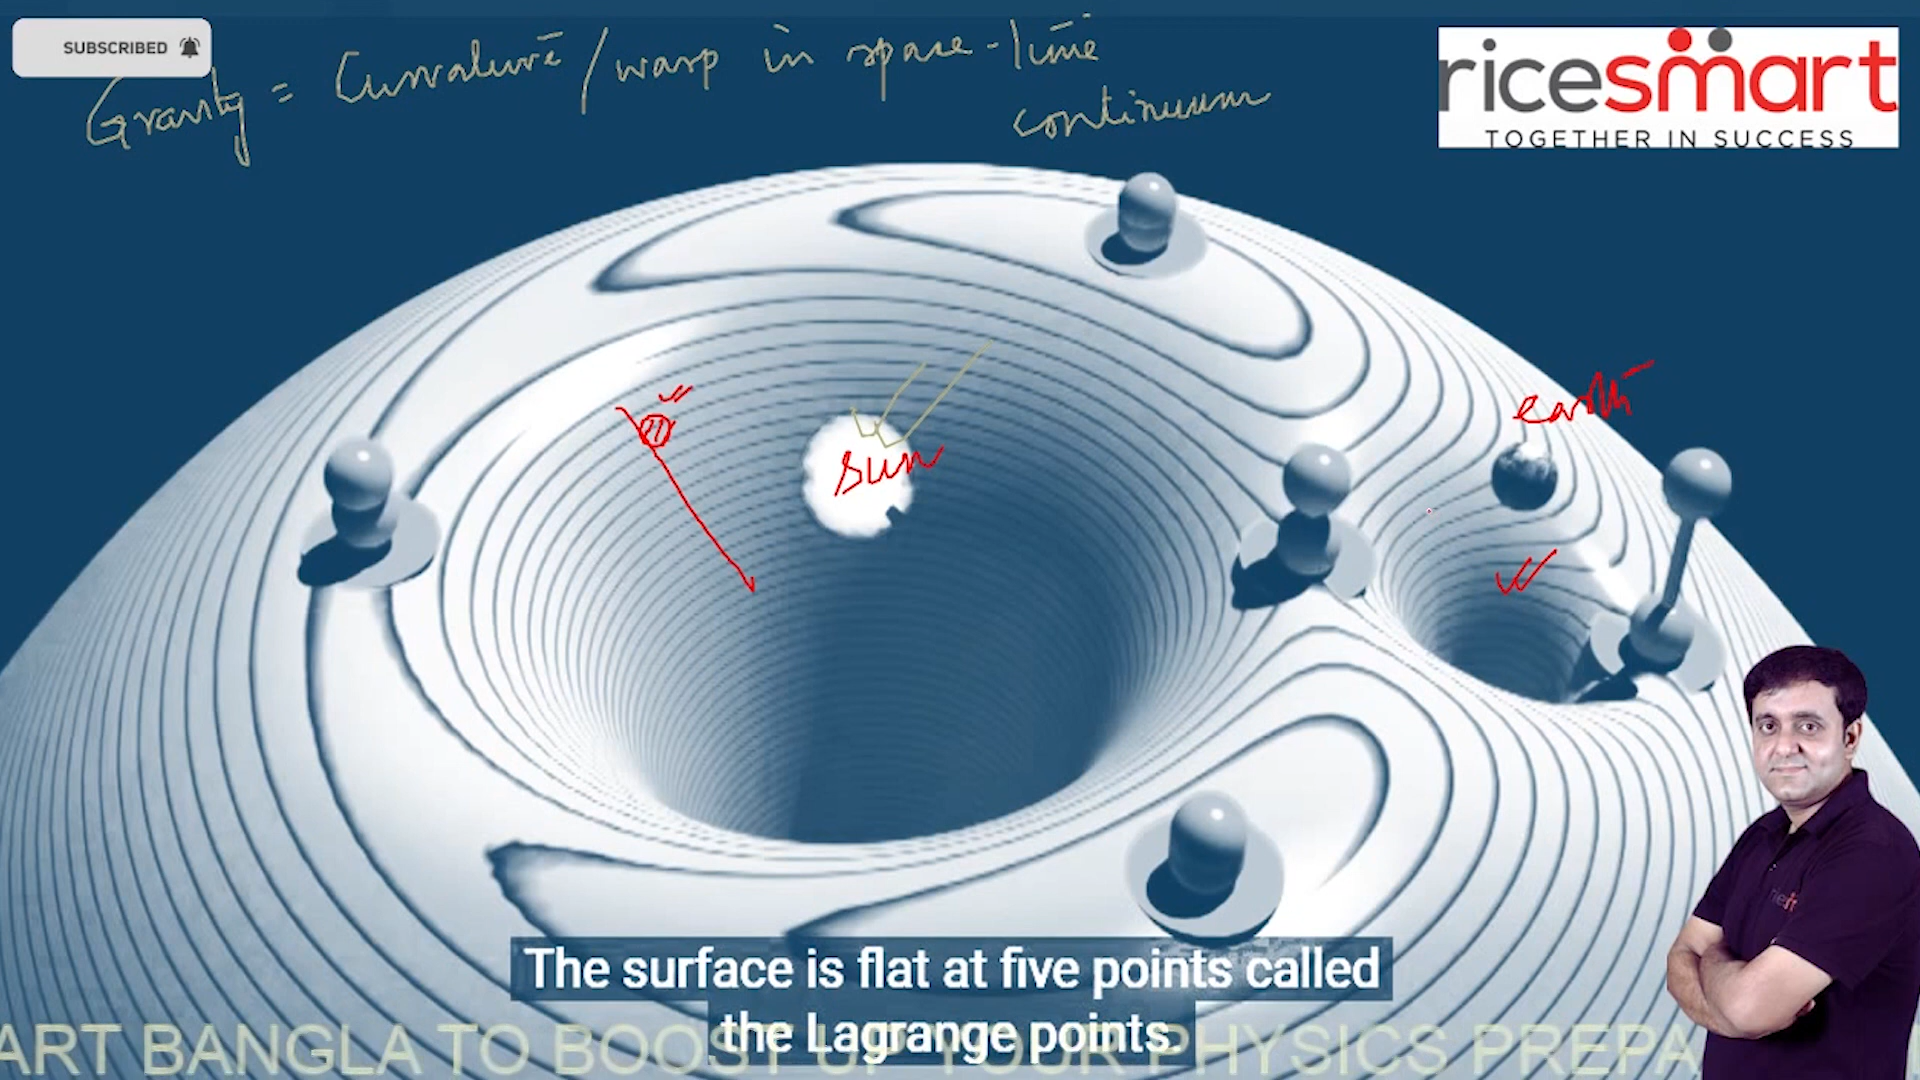 SUBSCRIBED
Gravity = Curvature / warp in space-time
continuum
ricesmart
TOGETHER IN SUCCESS
earth
sun
The surface is flat at five points called
the Lagrange points.
ART BANGLA TO BOOST UP YOUR PHYSICS PREPA